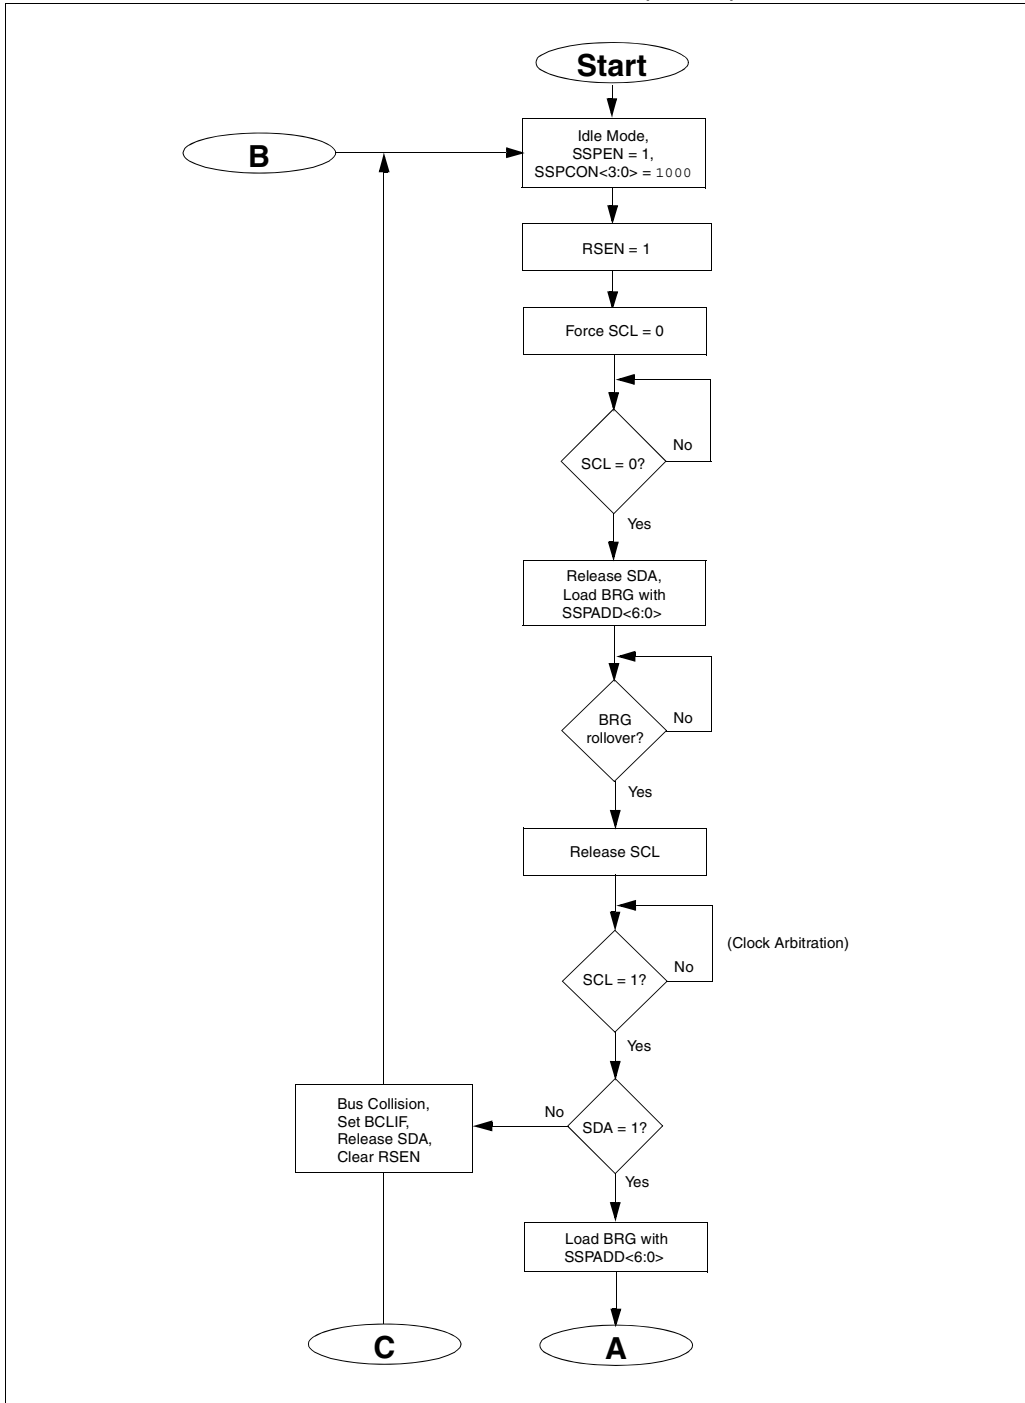 Start
B
Idle Mode,
SSPEN = 1,
SSPCON<3:0> = 1000
RSEN = 1
Force SCL = 0
No
SCL = 0?
Yes
Release SDA,
Load BRG with
SSPADD<6:0>
BRG
No
rollover?
Yes
Release SCL
(Clock Arbitration)
No
SCL = 1?
Yes
Bus Collision,
Set BCLIF,
Release SDA,
Clear RSEN
No
SDA = 1?
Yes
Load BRG with
SSPADD<6:0>
C
A